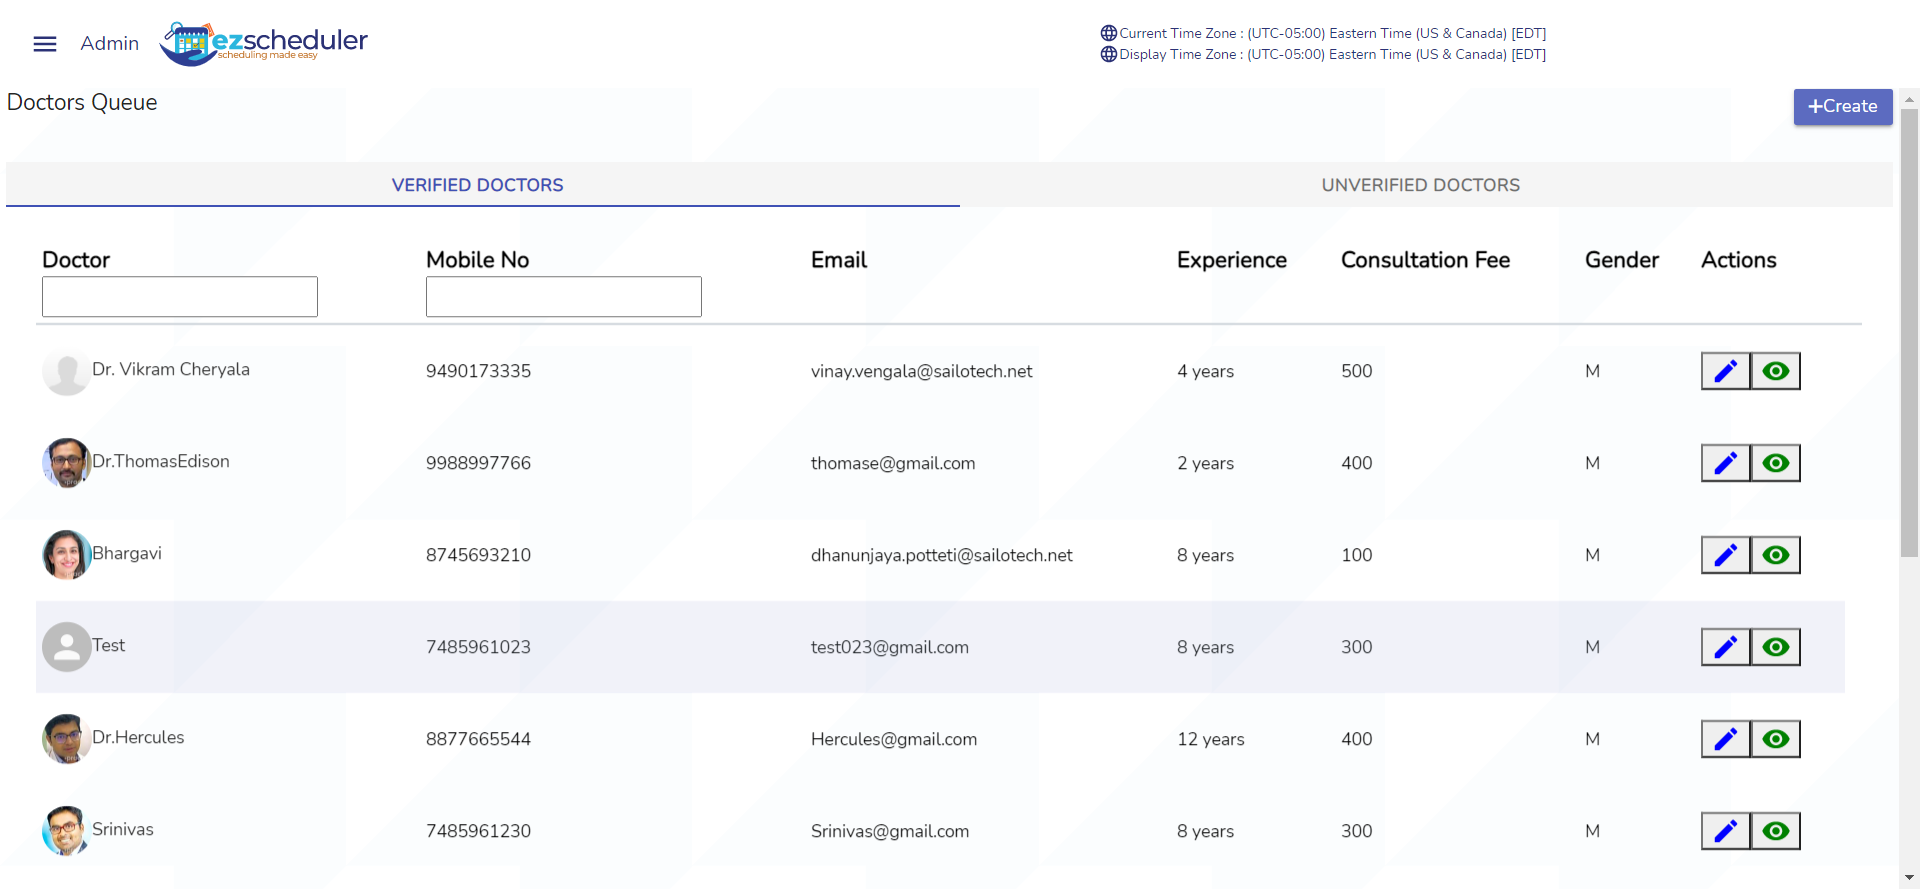 Admin
ezscheduler
scheduling made easy
Current Time Zone : (UTC-05:00) Eastern Time (US & Canada) [EDT]
Display Time Zone : (UTC-05:00) Eastern Time (US & Canada) [EDT]
Doctors Queue
+Create
VERIFIED DOCTORS UNVERIFIED DOCTORS
Doctor Mobile No Email Experience Consultation Fee Gender Actions
Dr. Vikram Cheryala 9490173335 vinay.vengala@sailotech.net 4 years 500 M
Dr.ThomasEdison 9988997766 thomase@gmail.com 2 years 400 M
Bhargavi 8745693210 dhanunjaya.potteti@sailotech.net 8 years 100 M
Test 7485961023 test023@gmail.com 8 years 300 M
Dr.Hercules 8877665544 Hercules@gmail.com 12 years 400 M
Srinivas 7485961230 Srinivas@gmail.com 8 years 300 M